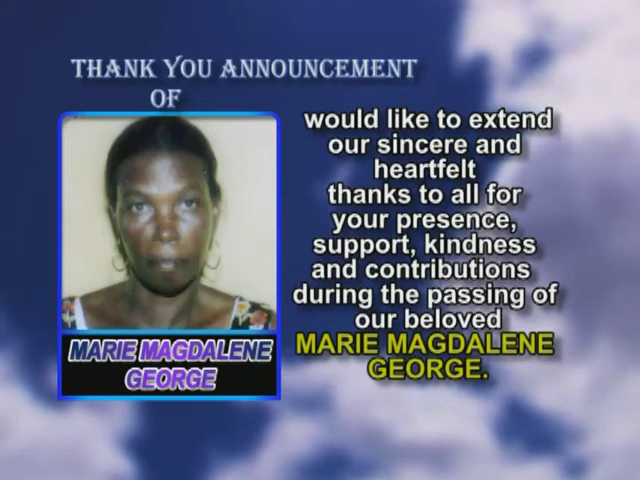 THANK YOU ANNOUNCEMENT
OF
MARIE MAGDALENE
GEORGE
would like to extend
our sincere and
heartfelt
thanks to all for
your presence,
support, kindness
and contributions
during the passing of
our beloved
MARIE MAGDALENE
GEORGE.